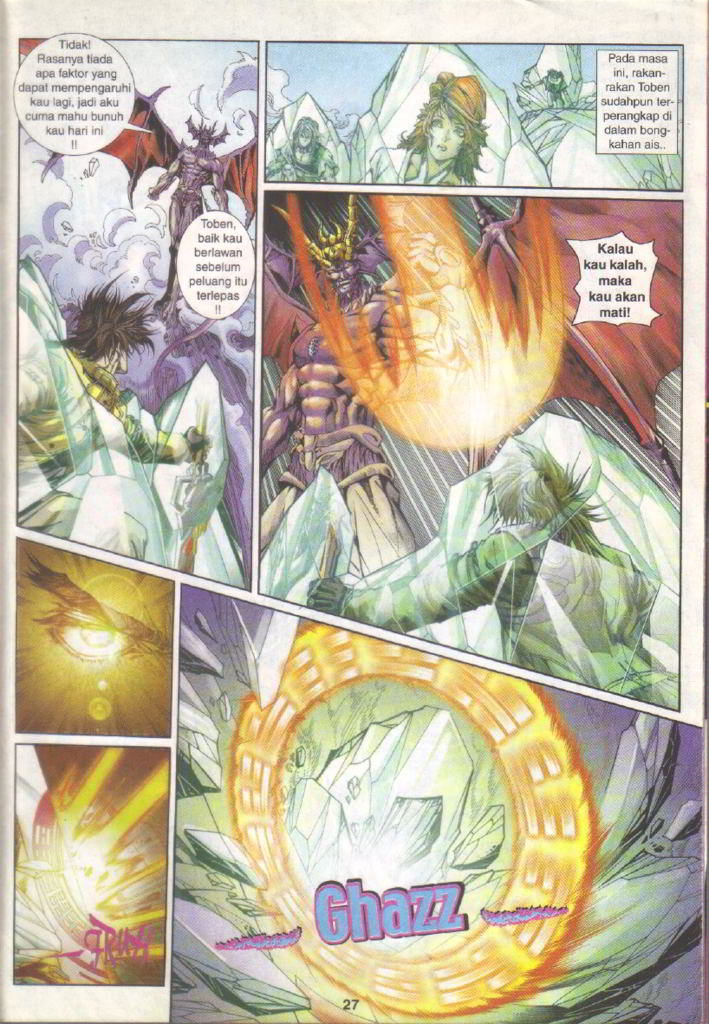 Tidak!
Rasanya tiada
apa faktor yang
dapat mempengaruhi
kau lagi, jadi aku
cuma mahu bunuh
kau hari ini
!!
Toben,
baik kau
berlawan
sebelum
peluang itu
terlepas
!!
Pada masa
ini, rakan-
rakan Toben
sudahpun ter-
perangkap di
dalam bong-
kahan ais..
Kalau
kau kalah,
maka
kau akan
mati!
Ghazz
27